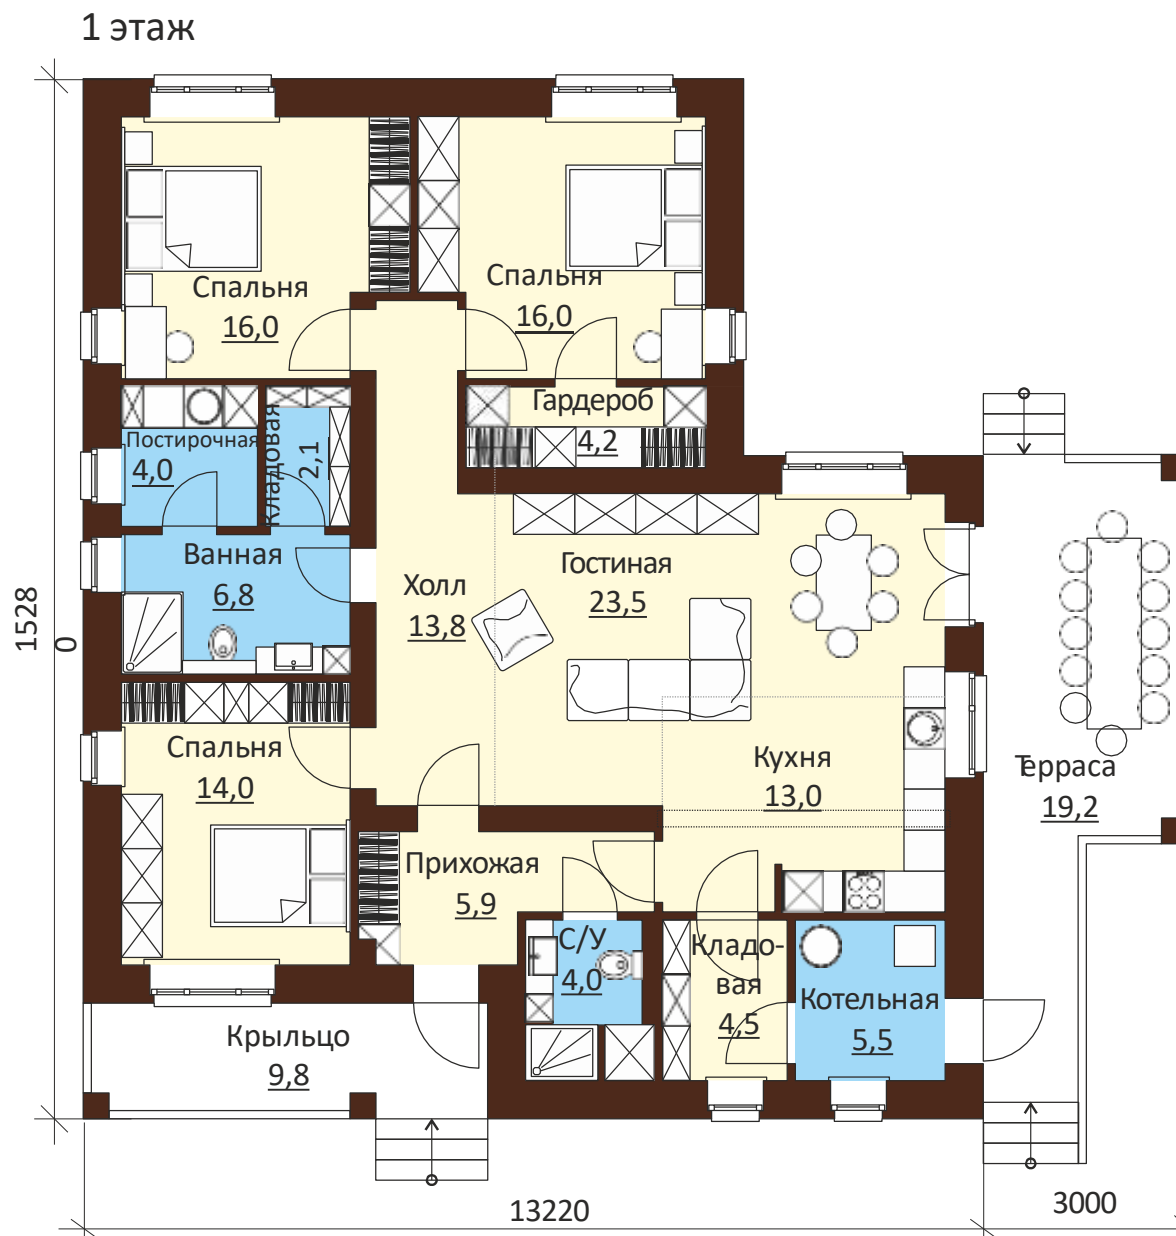 1 этаж
Спальня
16,0
Спальня
16,0
Гардероб
4,2
Постирочная
4,0
Кладовая
2,1
Ванная
6,8
Холл
13,8
Гостиная
23,5
Спальня
14,0
Кухня
13,0
Терраса
19,2
Прихожая
5,9
С/У
4,0
Кладо-
вая
4,5
Котельная
5,5
Крыльцо
9,8
1528
0
13220
3000